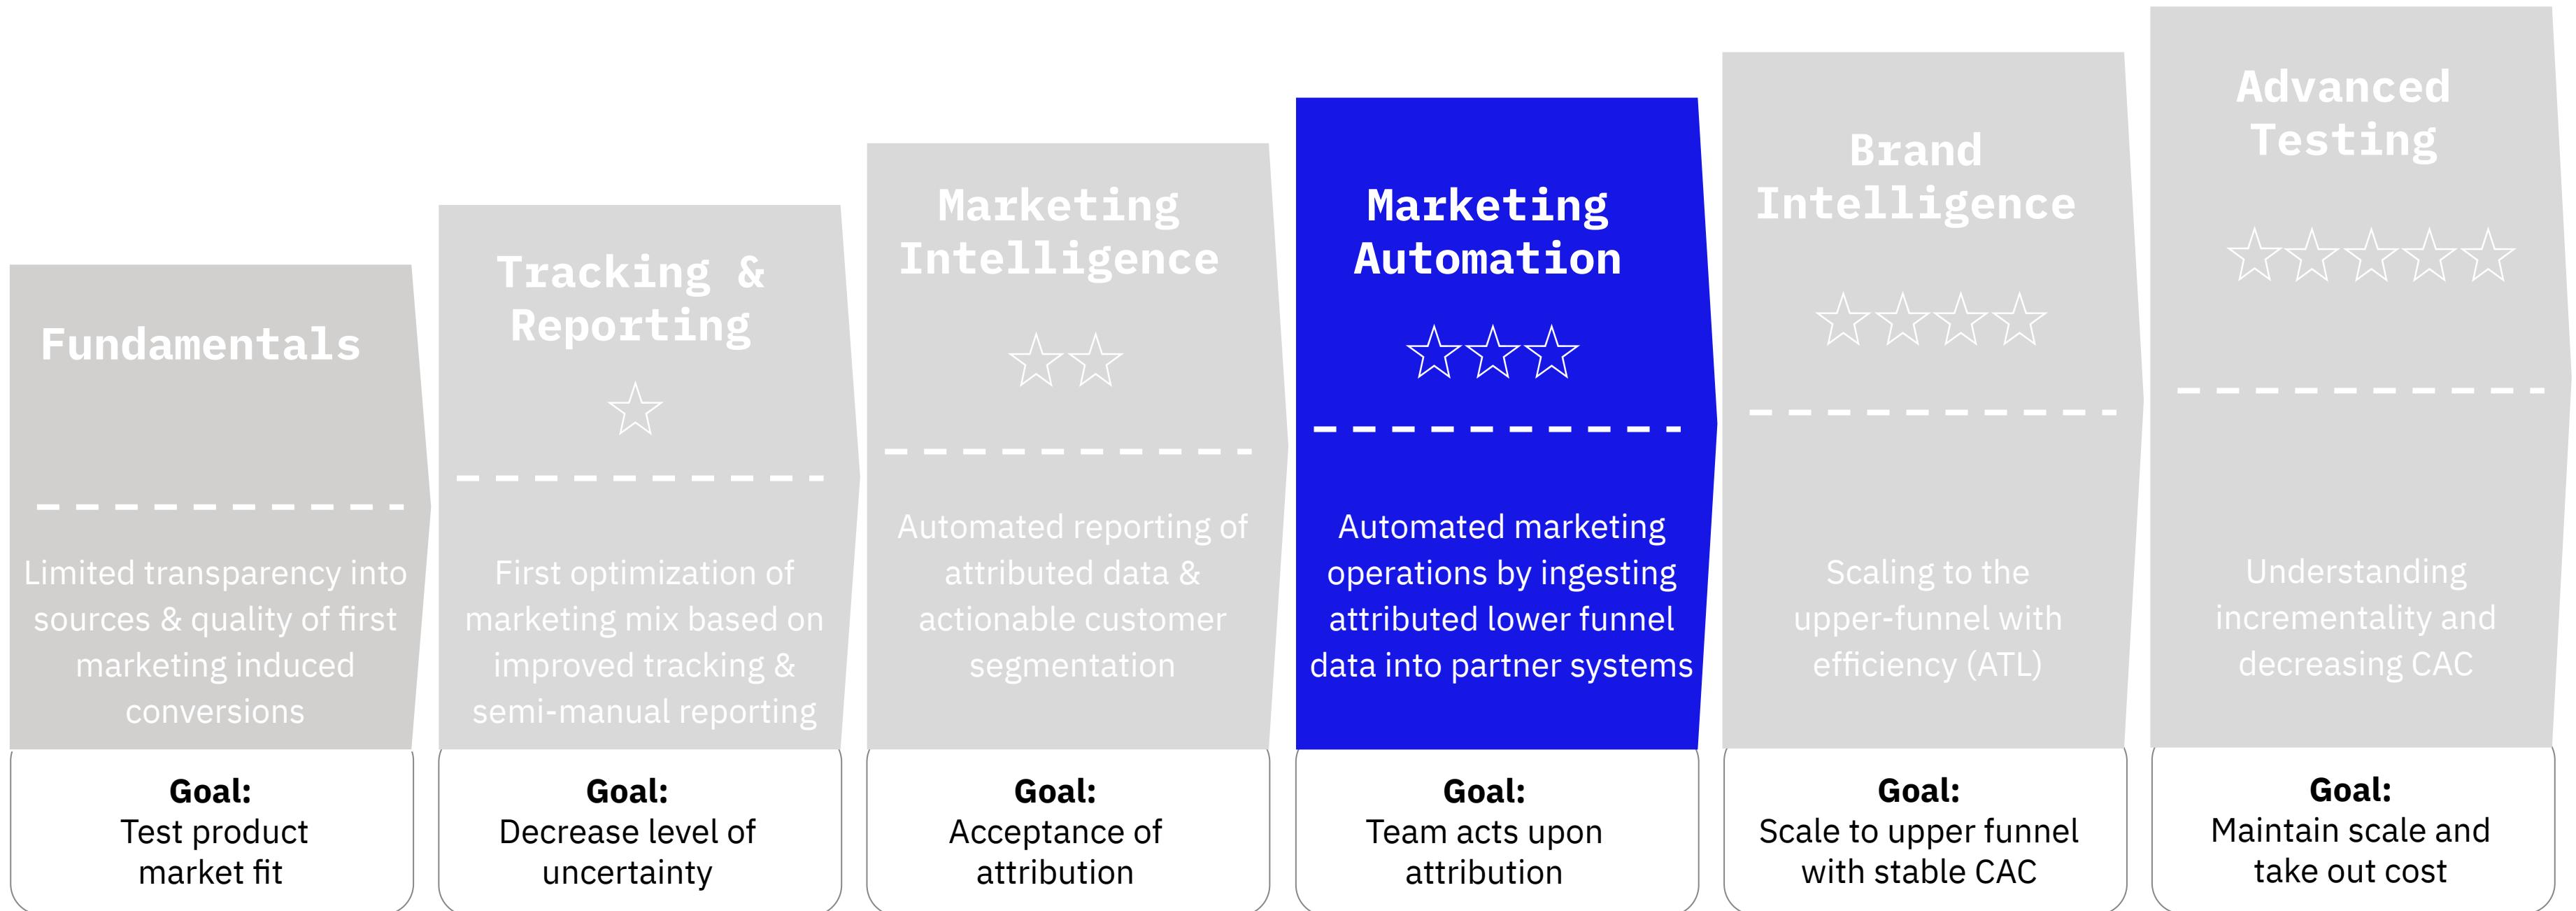 Fundamentals
Limited transparency into
sources & quality of first
marketing induced
conversions
Goal:
Test product
market fit
Tracking &
Reporting
First optimization of
marketing mix based on
improved tracking &
semi-manual reporting
Goal:
Decrease level of
uncertainty
Marketing
Intelligence
Automated reporting of
attributed data &
actionable customer
segmentation
Goal:
Acceptance of
attribution
Marketing
Automation
Automated marketing
operations by ingesting
attributed lower funnel
data into partner systems
Goal:
Team acts upon
attribution
Brand
Intelligence
Scaling to the
upper-funnel with
efficiency (ATL)
Goal:
Scale to upper funnel
with stable CAC
Advanced
Testing
Understanding
incrementality and
decreasing CAC
Goal:
Maintain scale and
take out cost